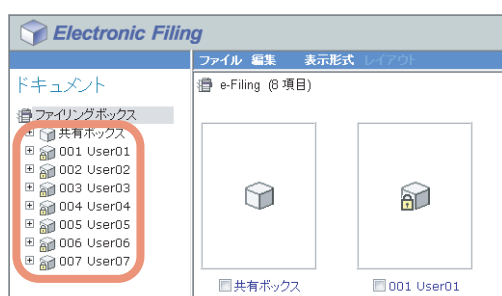 Electronic Filing
ファイル 編集 表示形式 レイアウト
ドキュメント
e-Filing (8 項目)
ファイリングボックス
共有ボックス
001 User01
002 User02
003 User03
004 User04
005 User05
006 User06
007 User07
共有ボックス 001 User01